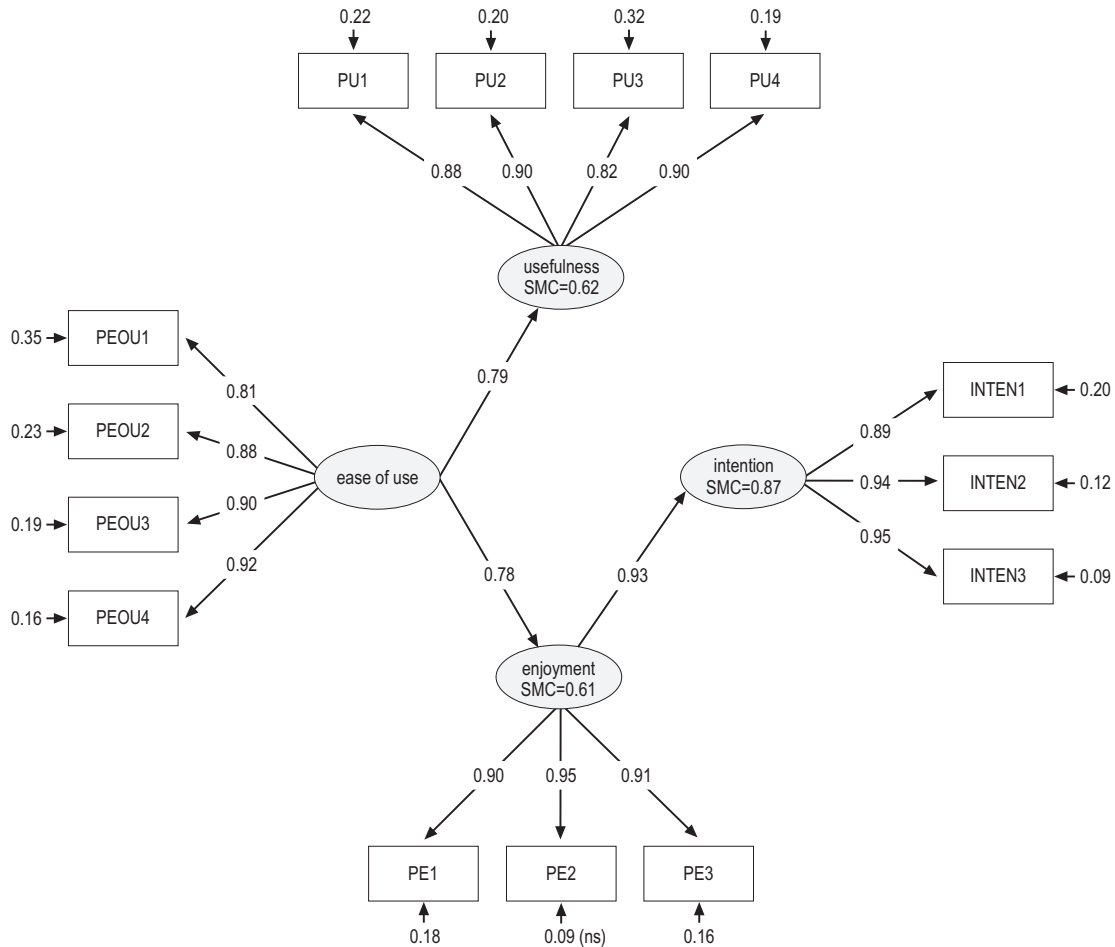 0.22
0.20
0.32
0.19
PU1
PU2
PU3
PU4
0.88
0.90
0.82
0.90
usefulness
SMC=0.62
0.35
PEOU1
0.81
0.79
0.23
PEOU2
0.88
0.19
PEOU3
0.90
0.16
PEOU4
0.92
ease of use
intention
SMC=0.87
0.89
INTEN1
0.20
0.94
INTEN2
0.12
0.95
INTEN3
0.09
0.78
0.93
enjoyment
SMC=0.61
0.90
0.95
0.91
PE1
PE2
PE3
0.18
0.09 (ns)
0.16